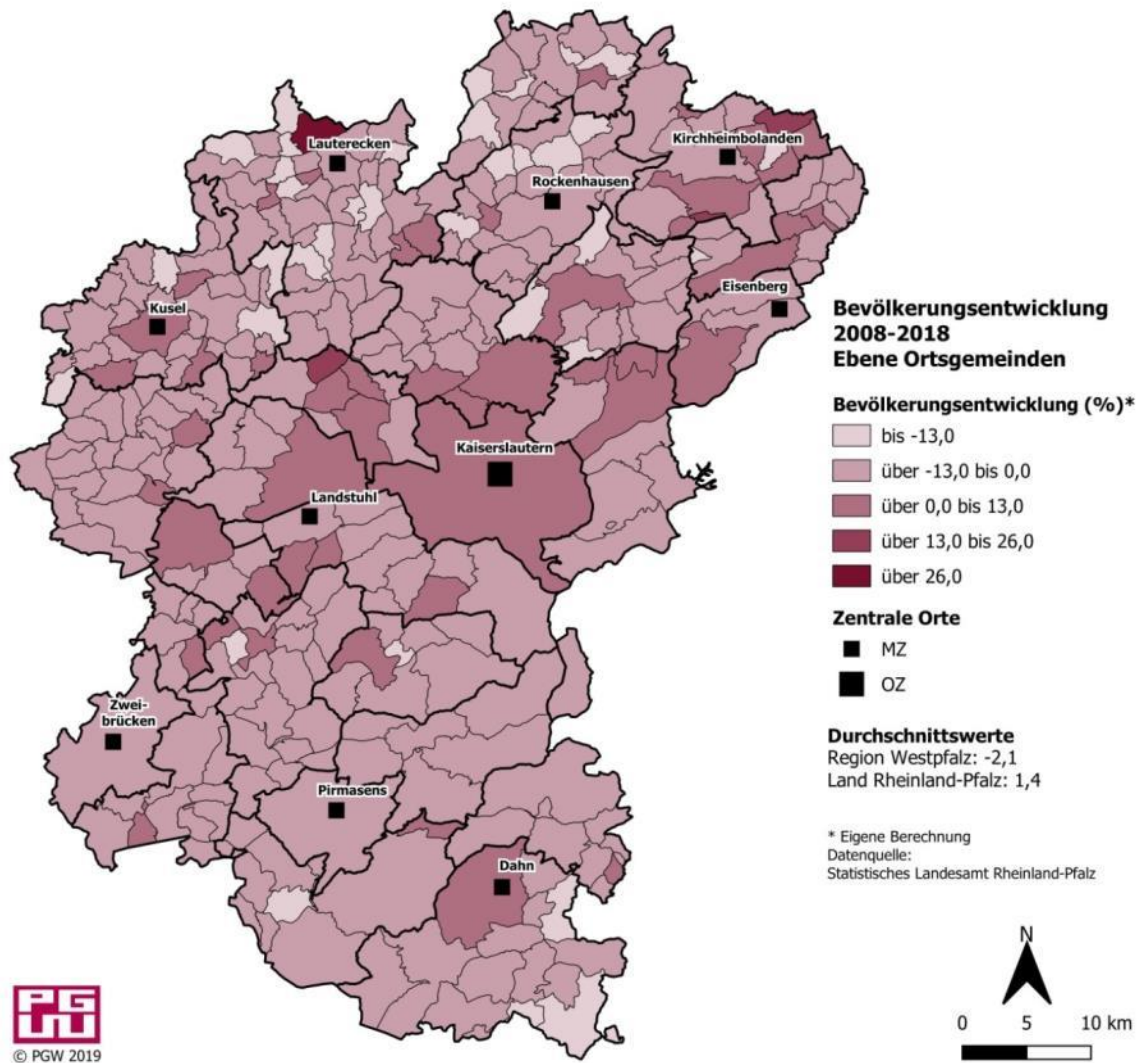 Lauterecken
Kirchheimbolanden
Rockenhausen
Kusel
Eisenberg
Kaiserslautern
Landstuhl
Zwei-
brücken
Pirmasens
Dahn
Bevölkerungsentwicklung
2008-2018
Ebene Ortsgemeinden
Bevölkerungsentwicklung (%)*
bis -13,0
über -13,0 bis 0,0
über 0,0 bis 13,0
über 13,0 bis 26,0
über 26,0
Zentrale Orte
MZ
OZ
Durchschnittswerte
Region Westpfalz: -2,1
Land Rheinland-Pfalz: 1,4
* Eigene Berechnung
Datenquelle:
Statistisches Landesamt Rheinland-Pfalz
N
0 5 10 km
PGW
© PGW 2019